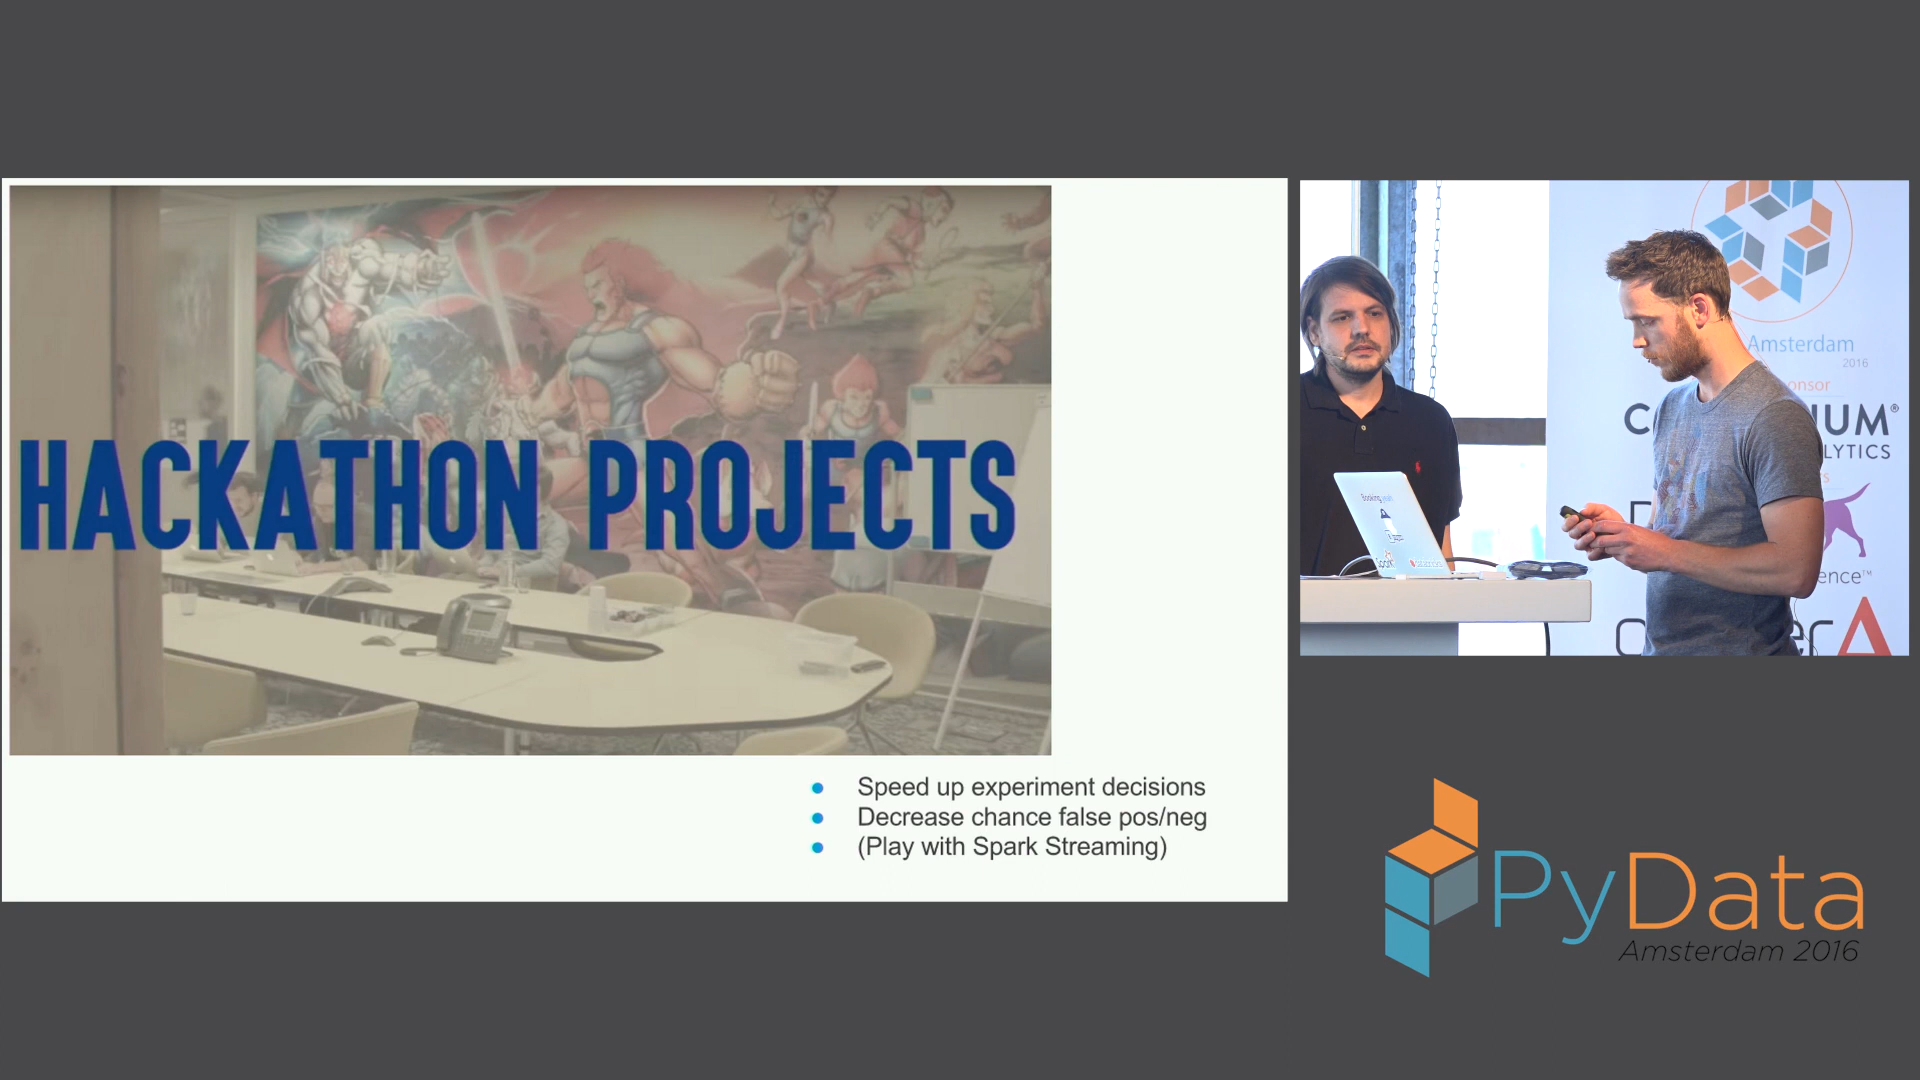 HACKATHON PROJECTS
Speed up experiment decisions
Decrease chance false pos/neg
(Play with Spark Streaming)
Amsterdam
2016
LYTICS
PyData
Amsterdam 2016